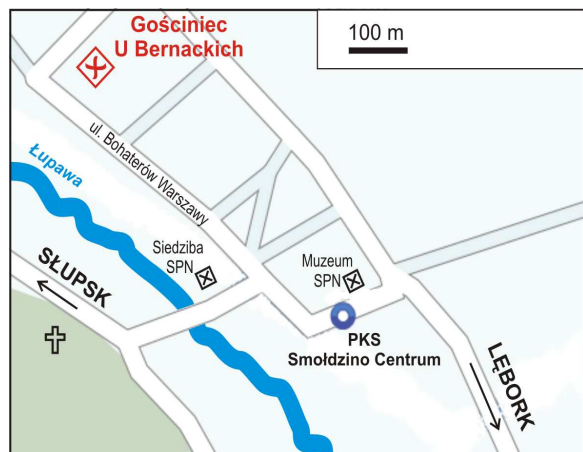 Gościniec
U Bernackich
100 m
ul. Bohaterów Warszawy
Łupawa
Siedziba
SPN
Muzeum
SPN
SŁUPSK
PKS
Smołdzino Centrum
LĘBORK